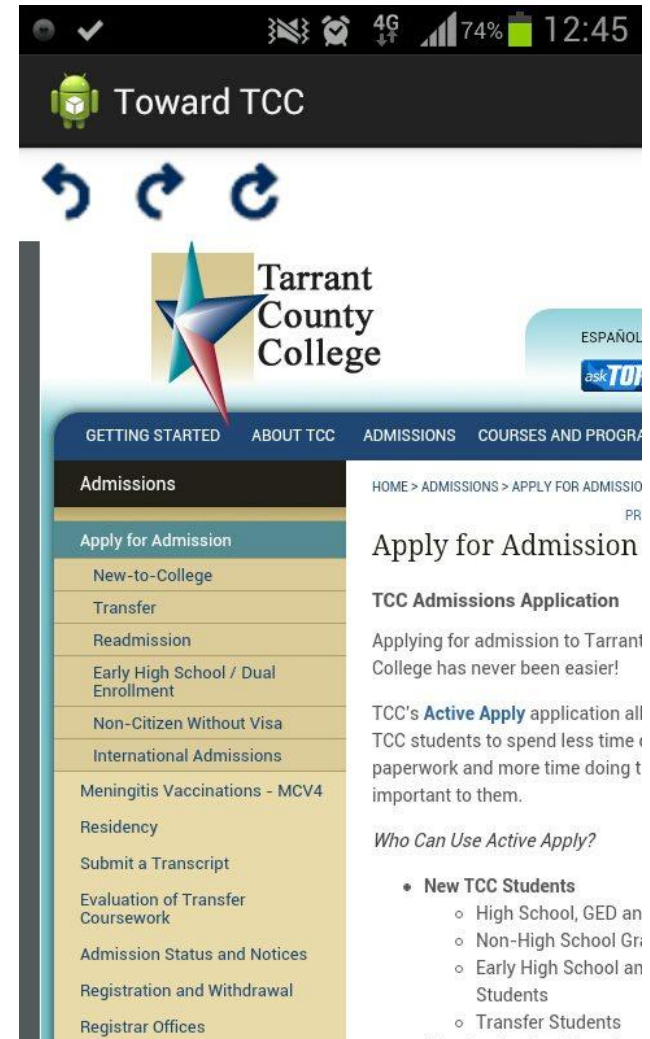 4G 74% 12:45
Toward TCC
Tarrant
County
College
ESPAÑOL
ask
GETTING STARTED ABOUT TCC ADMISSIONS COURSES AND PROGRA
Admissions
HOME > ADMISSIONS > APPLY FOR ADMISSIO
PR
Apply for Admission
Apply for Admission
New-to-College
Transfer
Readmission
Early High School / Dual
Enrollment
Non-Citizen Without Visa
International Admissions
Meningitis Vaccinations - MCV4
Residency
Submit a Transcript
Evaluation of Transfer
Coursework
Admission Status and Notices
Registration and Withdrawal
Registrar Offices
TCC Admissions Application
Applying for admission to Tarrant
College has never been easier!
TCC's Active Apply application all
TCC students to spend less time
paperwork and more time doing t
important to them.
Who Can Use Active Apply?
• New TCC Students
○ High School, GED an
○ Non-High School Gra
○ Early High School an
Students
○ Transfer Students